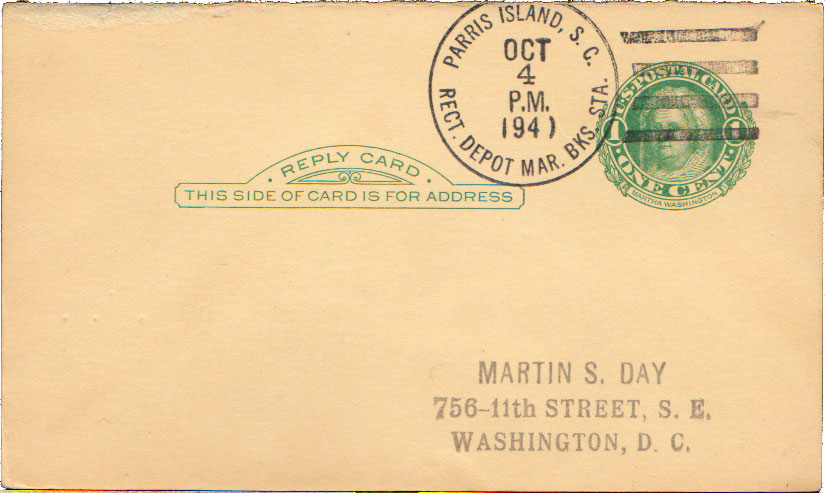 PARRIS ISLAND, S. C.
OCT
4
P.M.
1941
RECT. DEPOT MAR. BKS. STA.
U·S·POSTAL CARD
1 1
ONE CENT
MARTHA WASHINGTON
REPLY CARD
THIS SIDE OF CARD IS FOR ADDRESS
MARTIN S. DAY
756-11th STREET, S. E.
WASHINGTON, D. C.